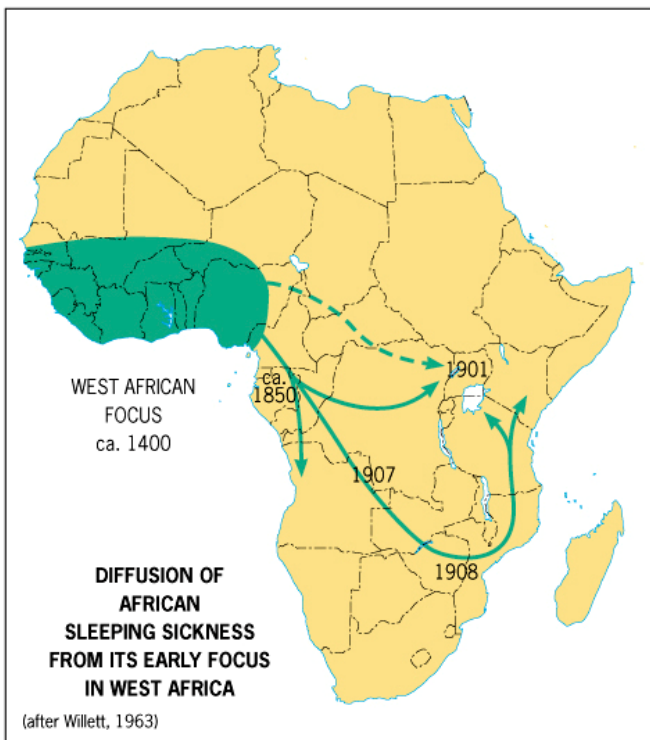 1901
ca.
1850
WEST AFRICAN
FOCUS
ca. 1400
1907
1908
DIFFUSION OF
AFRICAN
SLEEPING SICKNESS
FROM ITS EARLY FOCUS
IN WEST AFRICA
(after Willett, 1963)